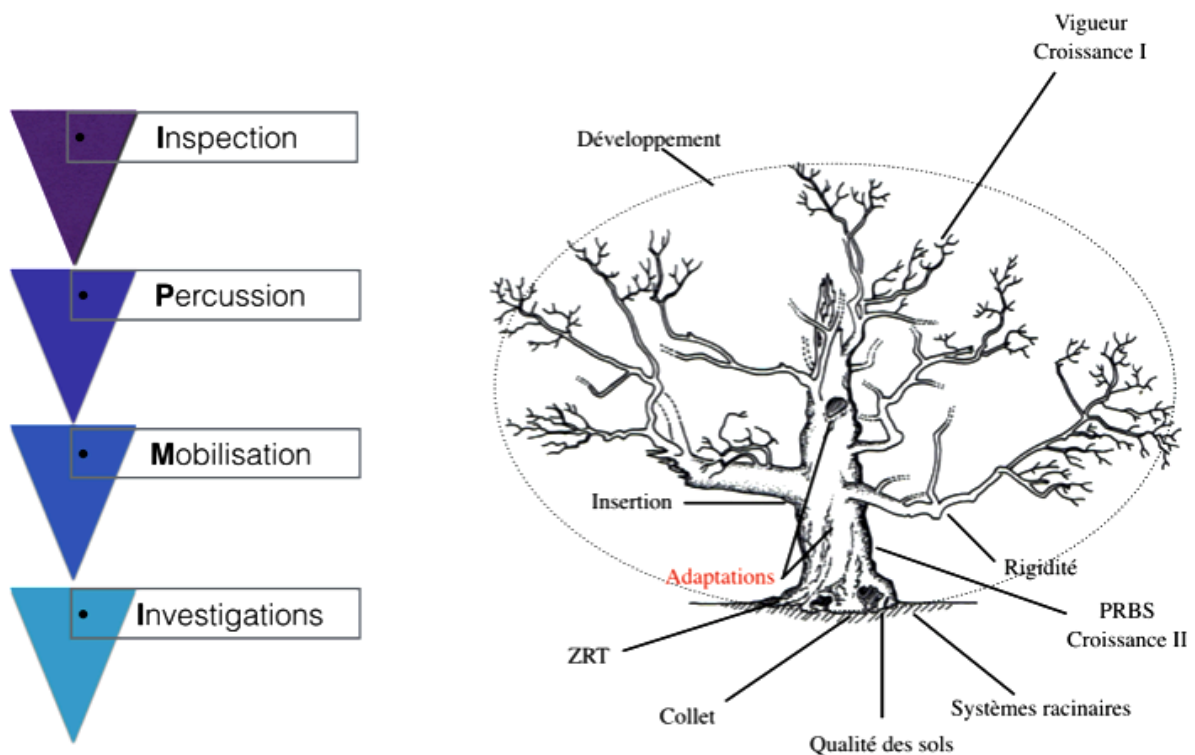 Inspection
Percussion
Mobilisation
Investigations
Vigueur
Croissance I
Développement
Insertion
Adaptations
Rigidité
PRBS
Croissance II
ZRT
Systèmes racinaires
Collet
Qualité des sols